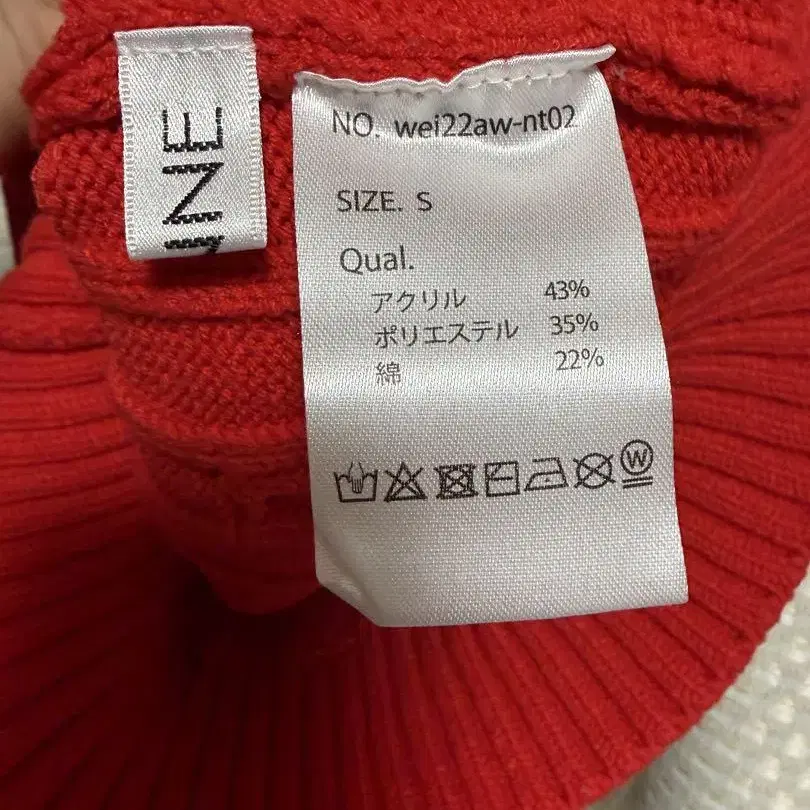 INE
NO. wei22aw-nt02
SIZE. S
Qual.
アクリル 43%
ポリエステル 35%
綿 22%
W